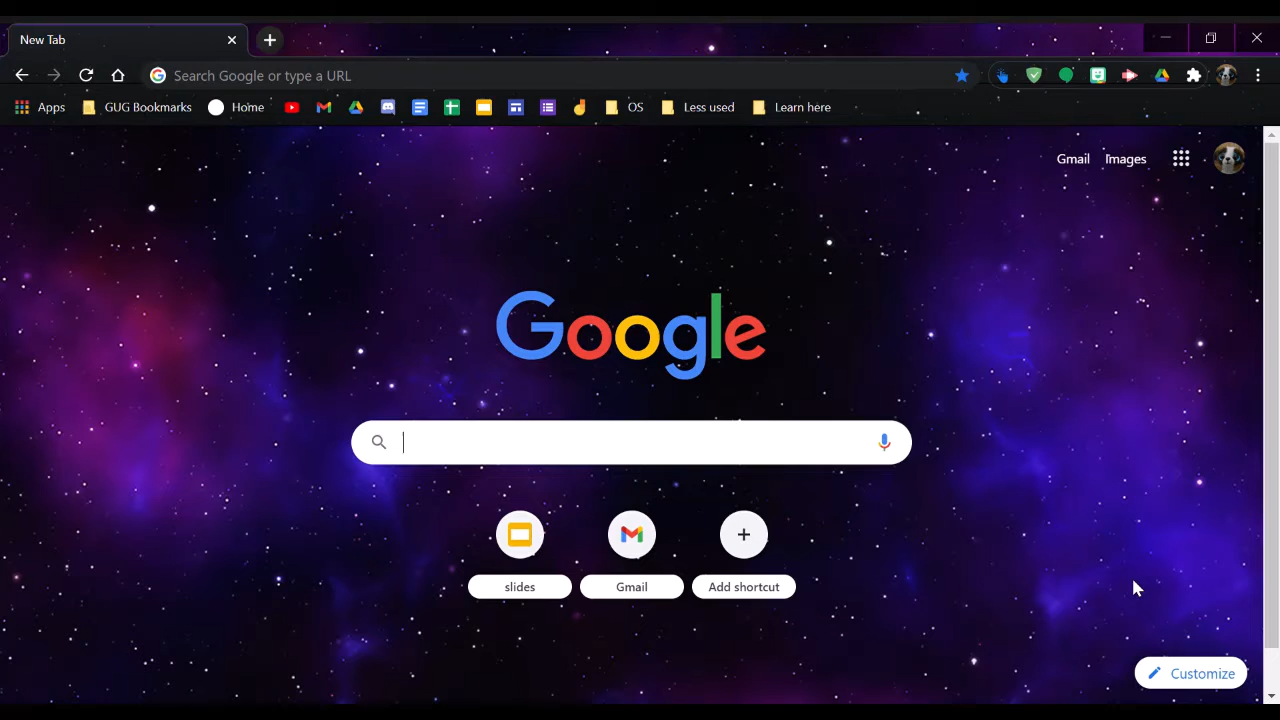 New Tab
Search Google or type a URL
Apps GUG Bookmarks Home OS Less used Learn here
Gmail Images
Google
slides Gmail Add shortcut
Customize